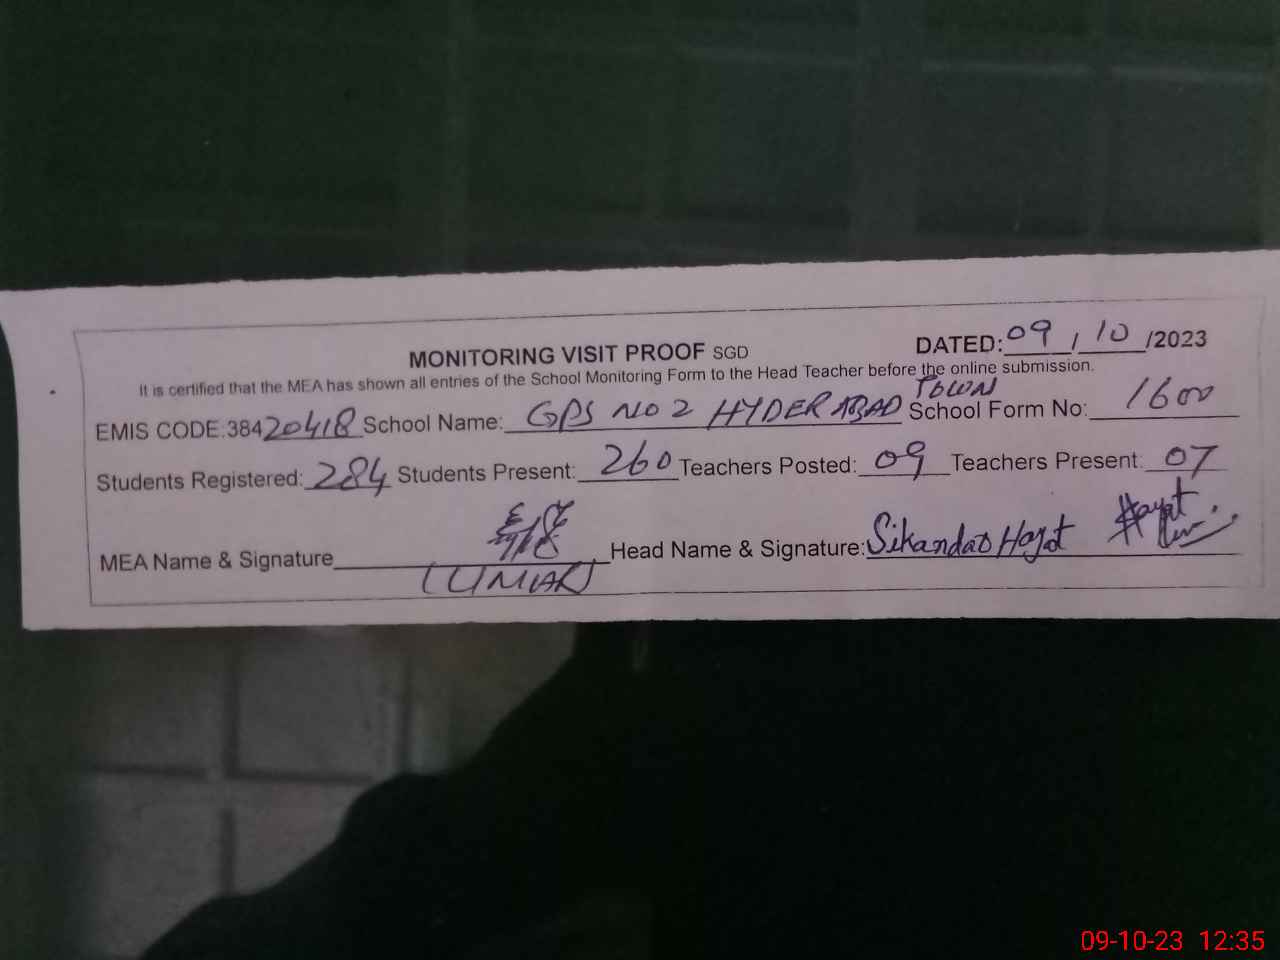 MONITORING VISIT PROOF SGD DATED: 09 / 10 /2023
It is certified that the MEA has shown all entries of the School Monitoring Form to the Head Teacher before the online submission.
EMIS CODE:38420418 School Name: GPS NO 2 HYDERABAD TOWN School Form No: 1600
Students Registered: 284 Students Present: 260 Teachers Posted: 09 Teachers Present: 07
MEA Name & Signature Head Name & Signature: Sikandar Hayat Hayat
(UMAR)
09-10-23 12:35